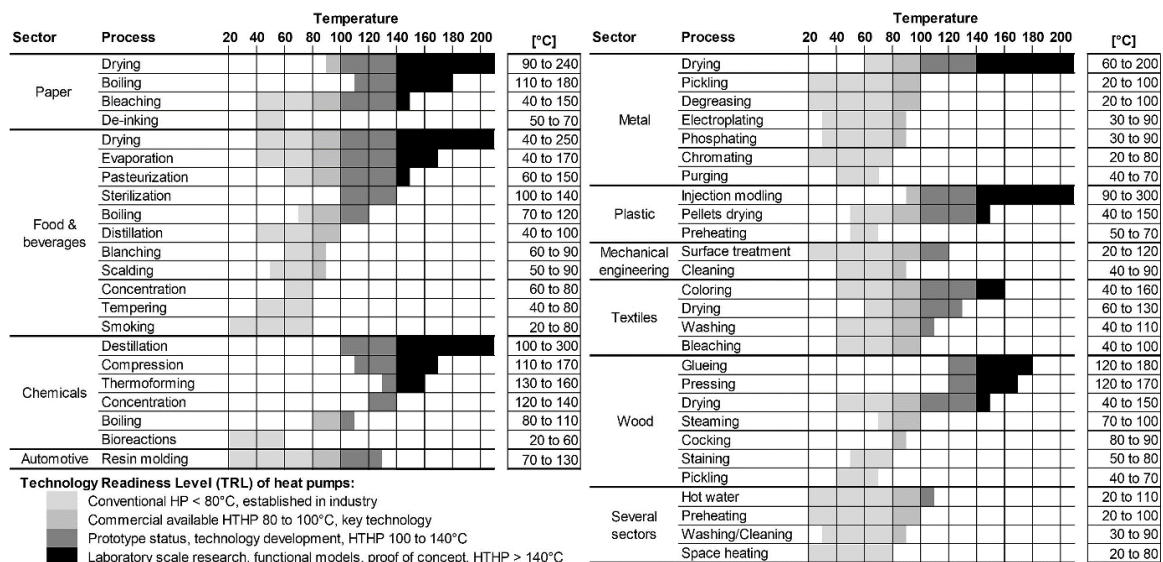 Temperature
Sector Process 20 40 60 80 100 120 140 160 180 200 [°C]
Paper
Drying 90 to 240
Boiling 110 to 180
Bleaching 40 to 150
De-inking 50 to 70
Food & beverages
Drying 40 to 250
Evaporation 40 to 170
Pasteurization 60 to 150
Sterilization 100 to 140
Boiling 70 to 120
Distillation 40 to 100
Blanching 60 to 90
Scalding 50 to 90
Concentration 60 to 80
Tempering 40 to 80
Smoking 20 to 80
Chemicals
Destillation 100 to 300
Compression 110 to 170
Thermoforming 130 to 160
Concentration 120 to 140
Boiling 80 to 110
Bioreactions 20 to 60
Automotive Resin molding 70 to 130
Technology Readiness Level (TRL) of heat pumps:
Conventional HP < 80°C, established in industry
Commercial available HTHP 80 to 100°C, key technology
Prototype status, technology development, HTHP 100 to 140°C
Laboratory scale research, functional models, proof of concept, HTHP > 140°C
Temperature
Sector Process 20 40 60 80 100 120 140 160 180 200 [°C]
Metal
Drying 60 to 200
Pickling 20 to 100
Degreasing 20 to 100
Electroplating 30 to 90
Phosphating 30 to 90
Chromating 20 to 80
Purging 40 to 70
Plastic
Injection modling 90 to 300
Pellets drying 40 to 150
Preheating 50 to 70
Mechanical engineering
Surface treatment 20 to 120
Cleaning 40 to 90
Textiles
Coloring 40 to 160
Drying 60 to 130
Washing 40 to 110
Bleaching 40 to 100
Wood
Glueing 120 to 180
Pressing 120 to 170
Drying 40 to 150
Steaming 70 to 100
Cocking 80 to 90
Staining 50 to 80
Pickling 40 to 70
Several sectors
Hot water 20 to 110
Preheating 20 to 100
Washing/Cleaning 30 to 90
Space heating 20 to 80